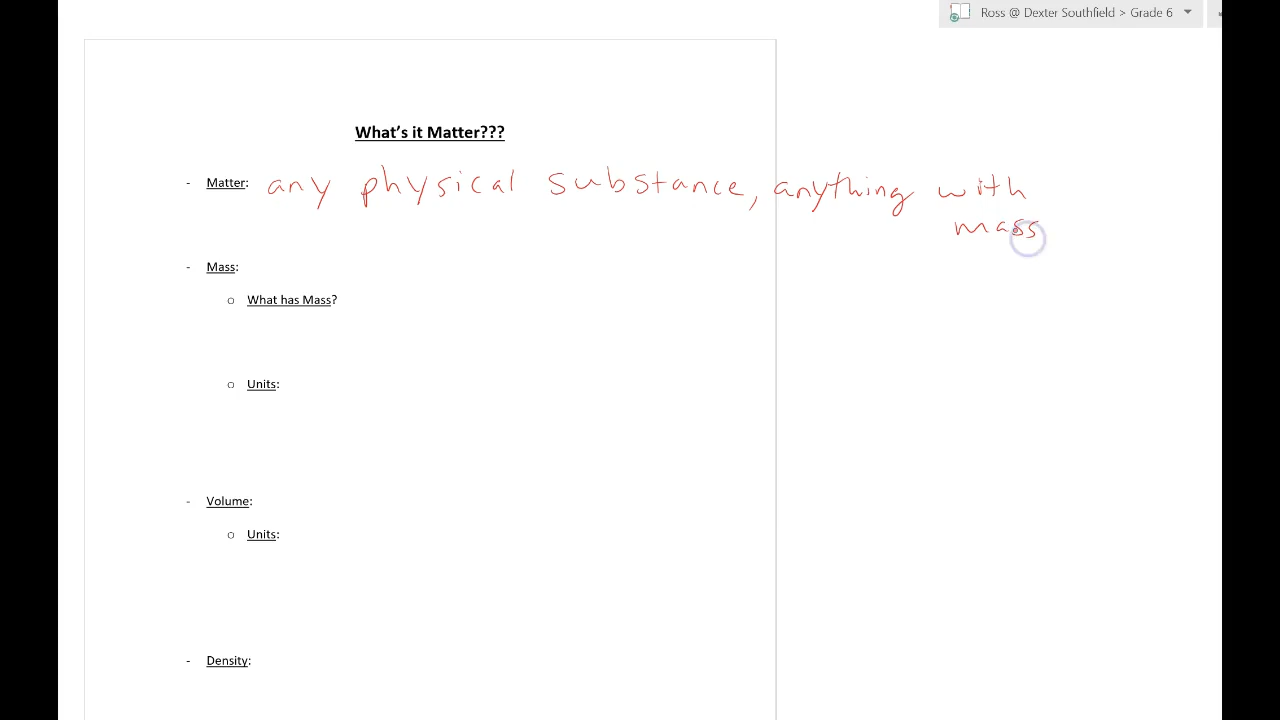 Ross @ Dexter Southfield > Grade 6
What's it Matter???
- Matter: any physical substance, anything with
mass
- Mass:
o What has Mass?
o Units:
- Volume:
o Units:
- Density: